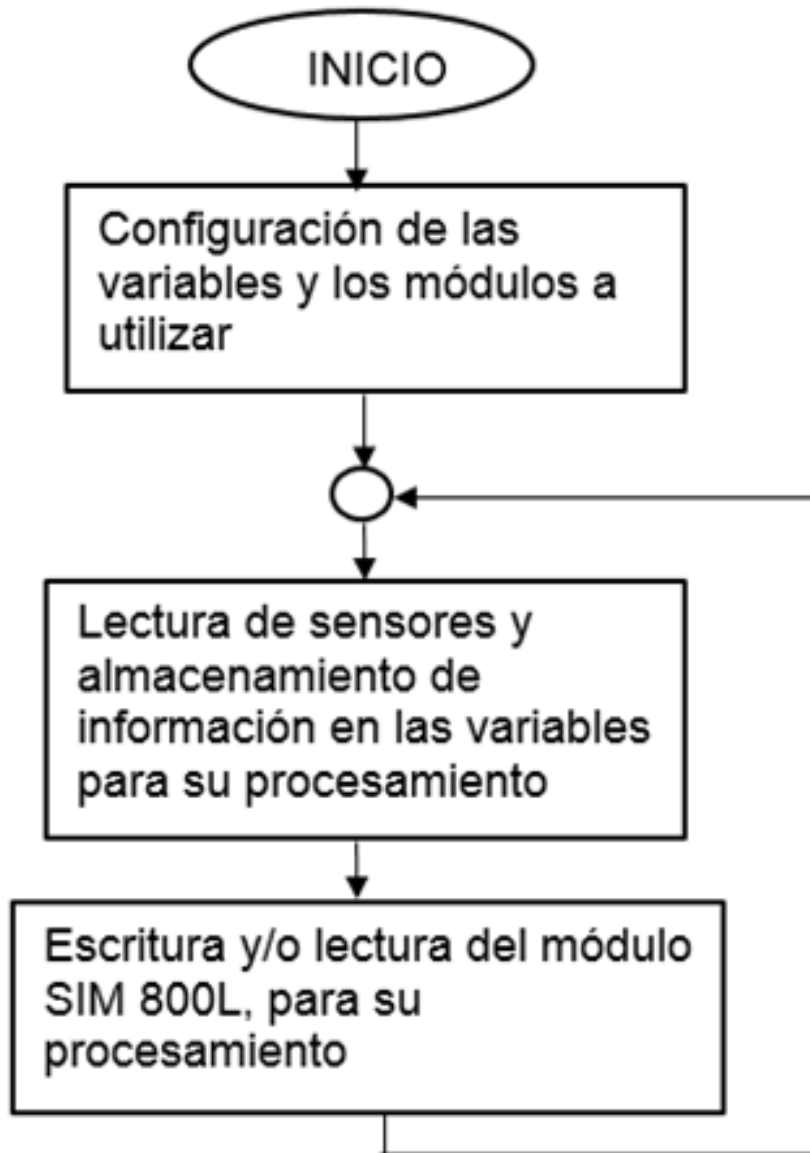 INICIO
Configuración de las
variables y los módulos a
utilizar
Lectura de sensores y
almacenamiento de
información en las variables
para su procesamiento
Escritura y/o lectura del módulo
SIM 800L, para su
procesamiento